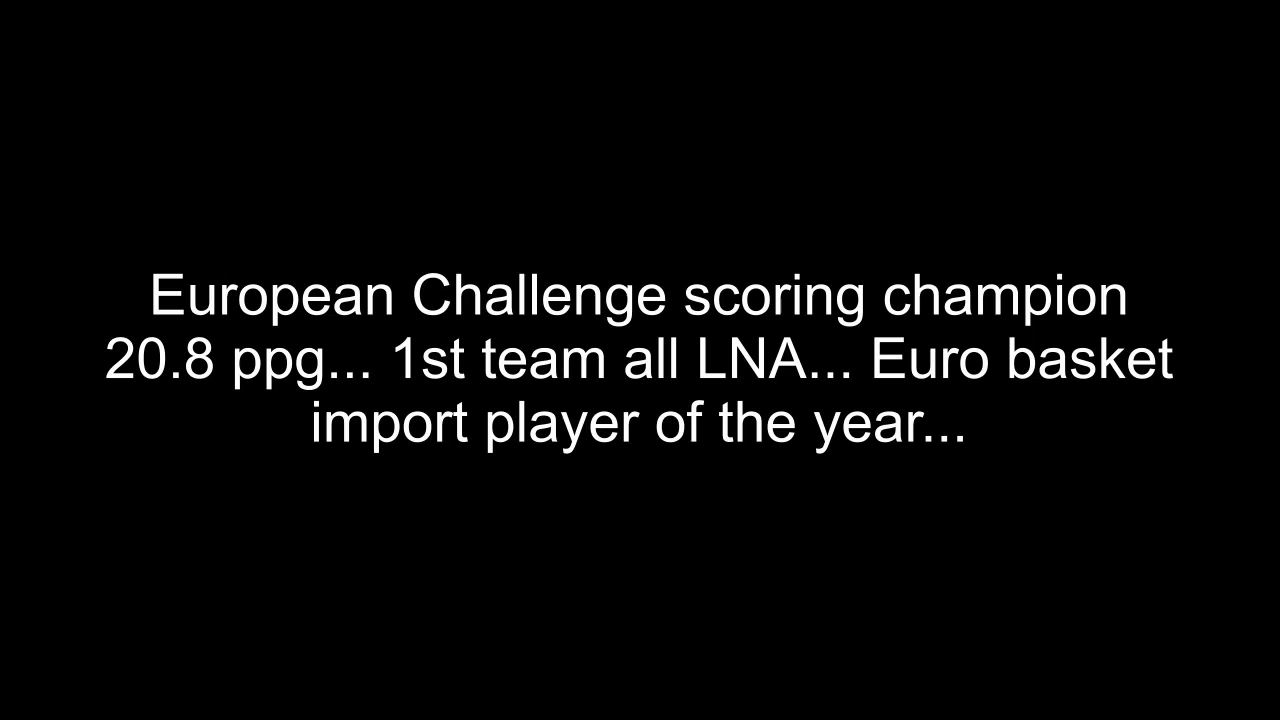 European Challenge scoring champion
20.8 ppg... 1st team all LNA... Euro basket
import player of the year...